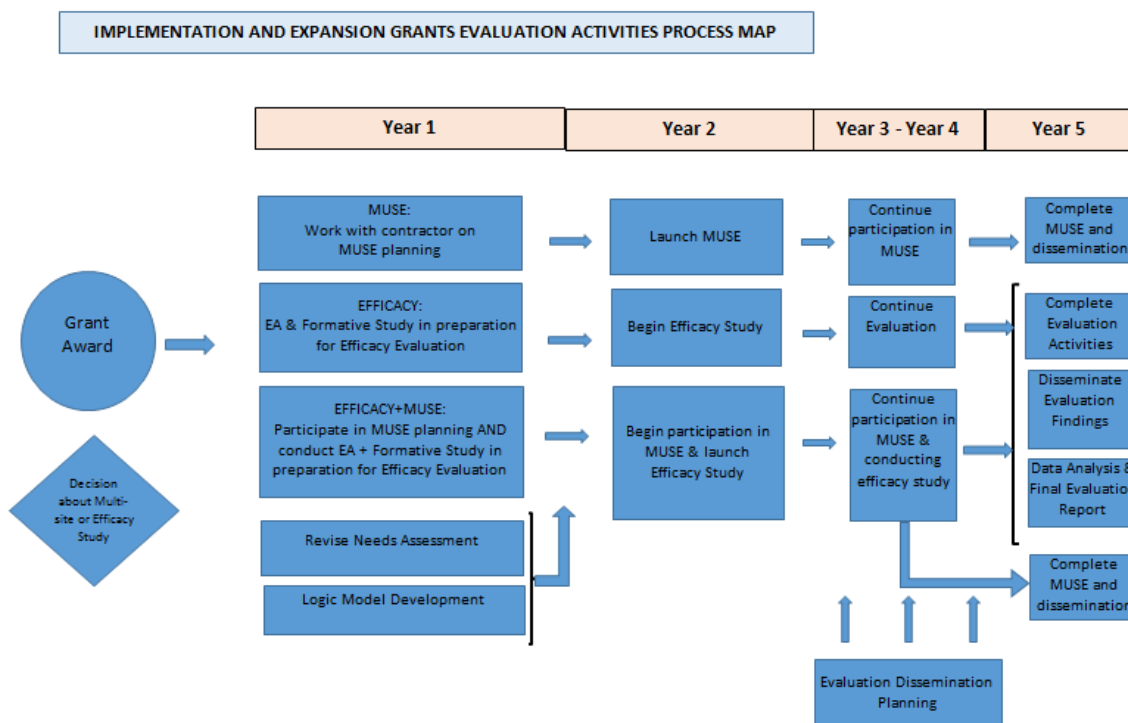 IMPLEMENTATION AND EXPANSION GRANTS EVALUATION ACTIVITIES PROCESS MAP
Year 1
Year 2
Year 3 - Year 4
Year 5
Grant
Award
Decision
about Multi-
site or Efficacy
Study
MUSE:
Work with contractor on
MUSE planning
Launch MUSE
Continue
participation in
MUSE
Complete
MUSE and
dissemination
EFFICACY:
EA & Formative Study in preparation
for Efficacy Evaluation
Begin Efficacy Study
Continue
Evaluation
Complete
Evaluation
Activities
EFFICACY+MUSE:
Participate in MUSE planning AND
conduct EA + Formative Study in
preparation for Efficacy Evaluation
Begin participation in
MUSE & launch
Efficacy Study
Continue
participation in
MUSE &
conducting
efficacy study
Disseminate
Evaluation
Findings
Data Analysis &
Final Evaluation
Report
Revise Needs Assessment
Logic Model Development
Complete
MUSE and
dissemination
Evaluation Dissemination
Planning